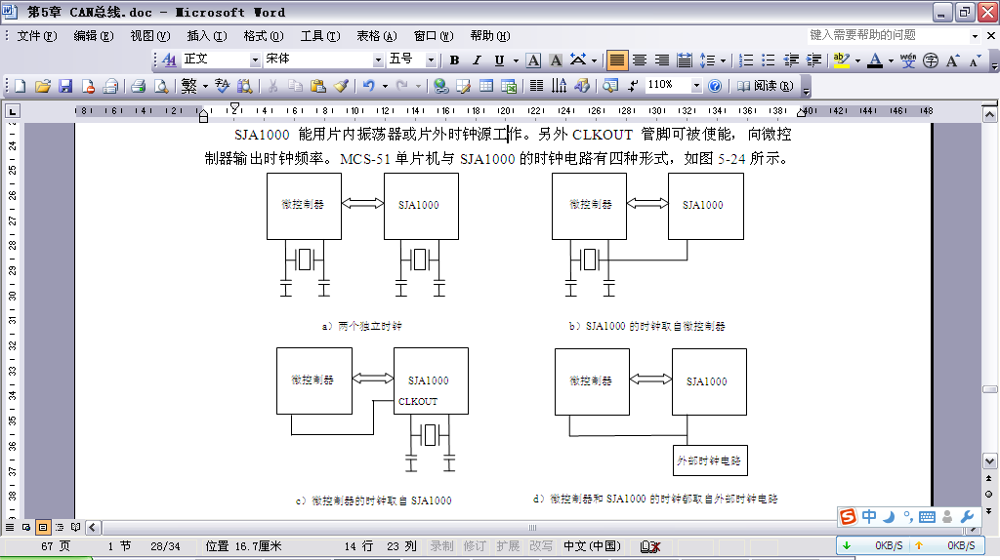 第5章 CAN总线.doc - Microsoft Word
文件(F) 编辑(E) 视图(V) 插入(I) 格式(O) 工具(T) 表格(A) 窗口(W) 帮助(H) 键入需要帮助的问题
正文 宋体 五号 B I U A A
繁 110% 阅读(R)
8 6 4 2 2 4 6 8 10 12 14 16 18 20 22 24 26 28 30 32 34 36 38 40 42 44 46 48
SJA1000 能用片内振荡器或片外时钟源工作。另外 CLKOUT 管脚可被使能，向微控
制器输出时钟频率。MCS-51 单片机与 SJA1000 的时钟电路有四种形式，如图 5-24 所示。
微控制器 SJA1000 微控制器 SJA1000
a）两个独立时钟 b）SJA1000 的时钟取自微控制器
微控制器 SJA1000 微控制器 SJA1000
CLKOUT
外部时钟电路
c）微控制器的时钟取自 SJA1000 d）微控制器和 SJA1000 的时钟都取自外部时钟电路
中
67 页 1 节 28/34 位置 16.7厘米 14 行 23 列 录制 修订 扩展 改写 中文(中国) 0KB/S 0KB/S